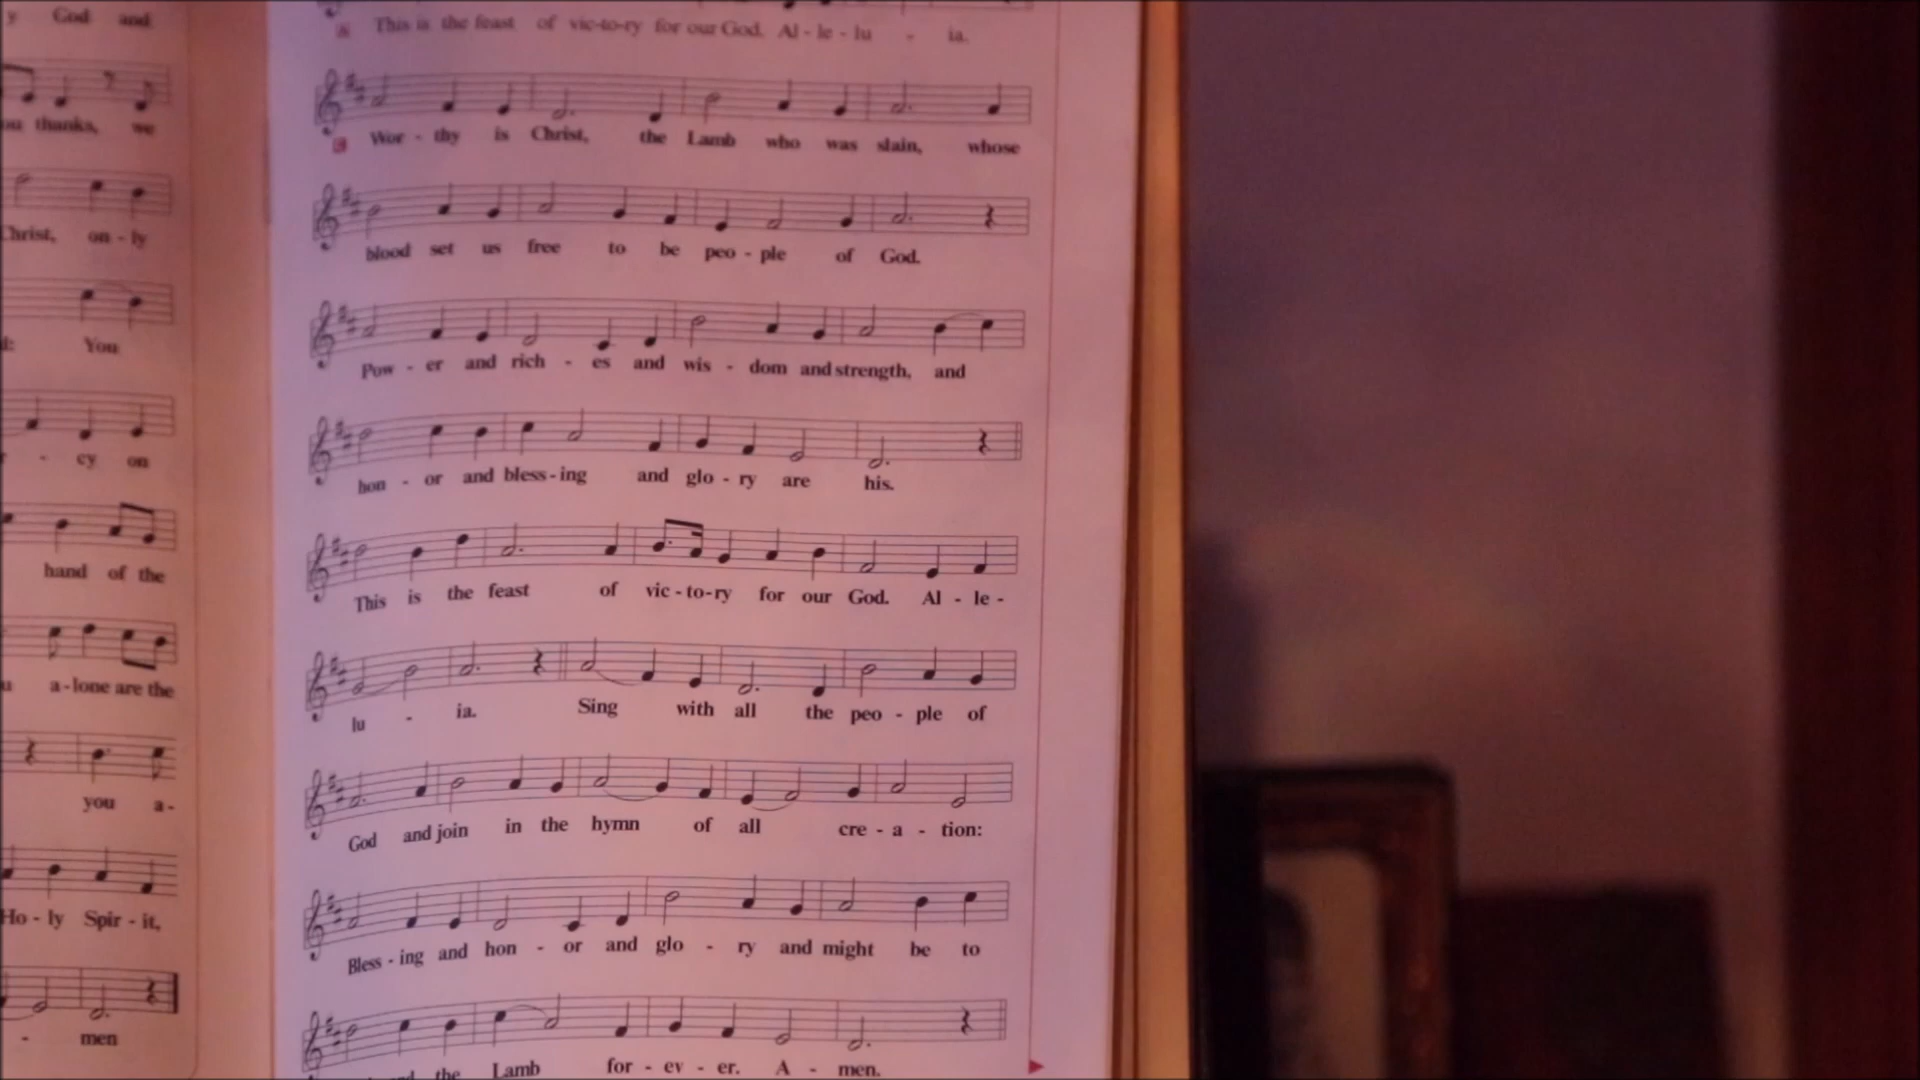 y God and
thanks, we
Christ, on - ly
You
cy on
hand of the
a - lone are the
you a -
Ho - ly Spir - it,
- men
This is the feast of vic - to - ry for our God. Al - le - lu - ia.
Wor - thy is Christ, the Lamb who was slain, whose
blood set us free to be peo - ple of God.
Pow - er and rich - es and wis - dom and strength, and
hon - or and bless - ing and glo - ry are his.
This is the feast of vic - to - ry for our God. Al - le -
lu - ia. Sing with all the peo - ple of
God and join in the hymn of all cre - a - tion:
Bless - ing and hon - or and glo - ry and might be to
the Lamb for - ev - er. A - men.